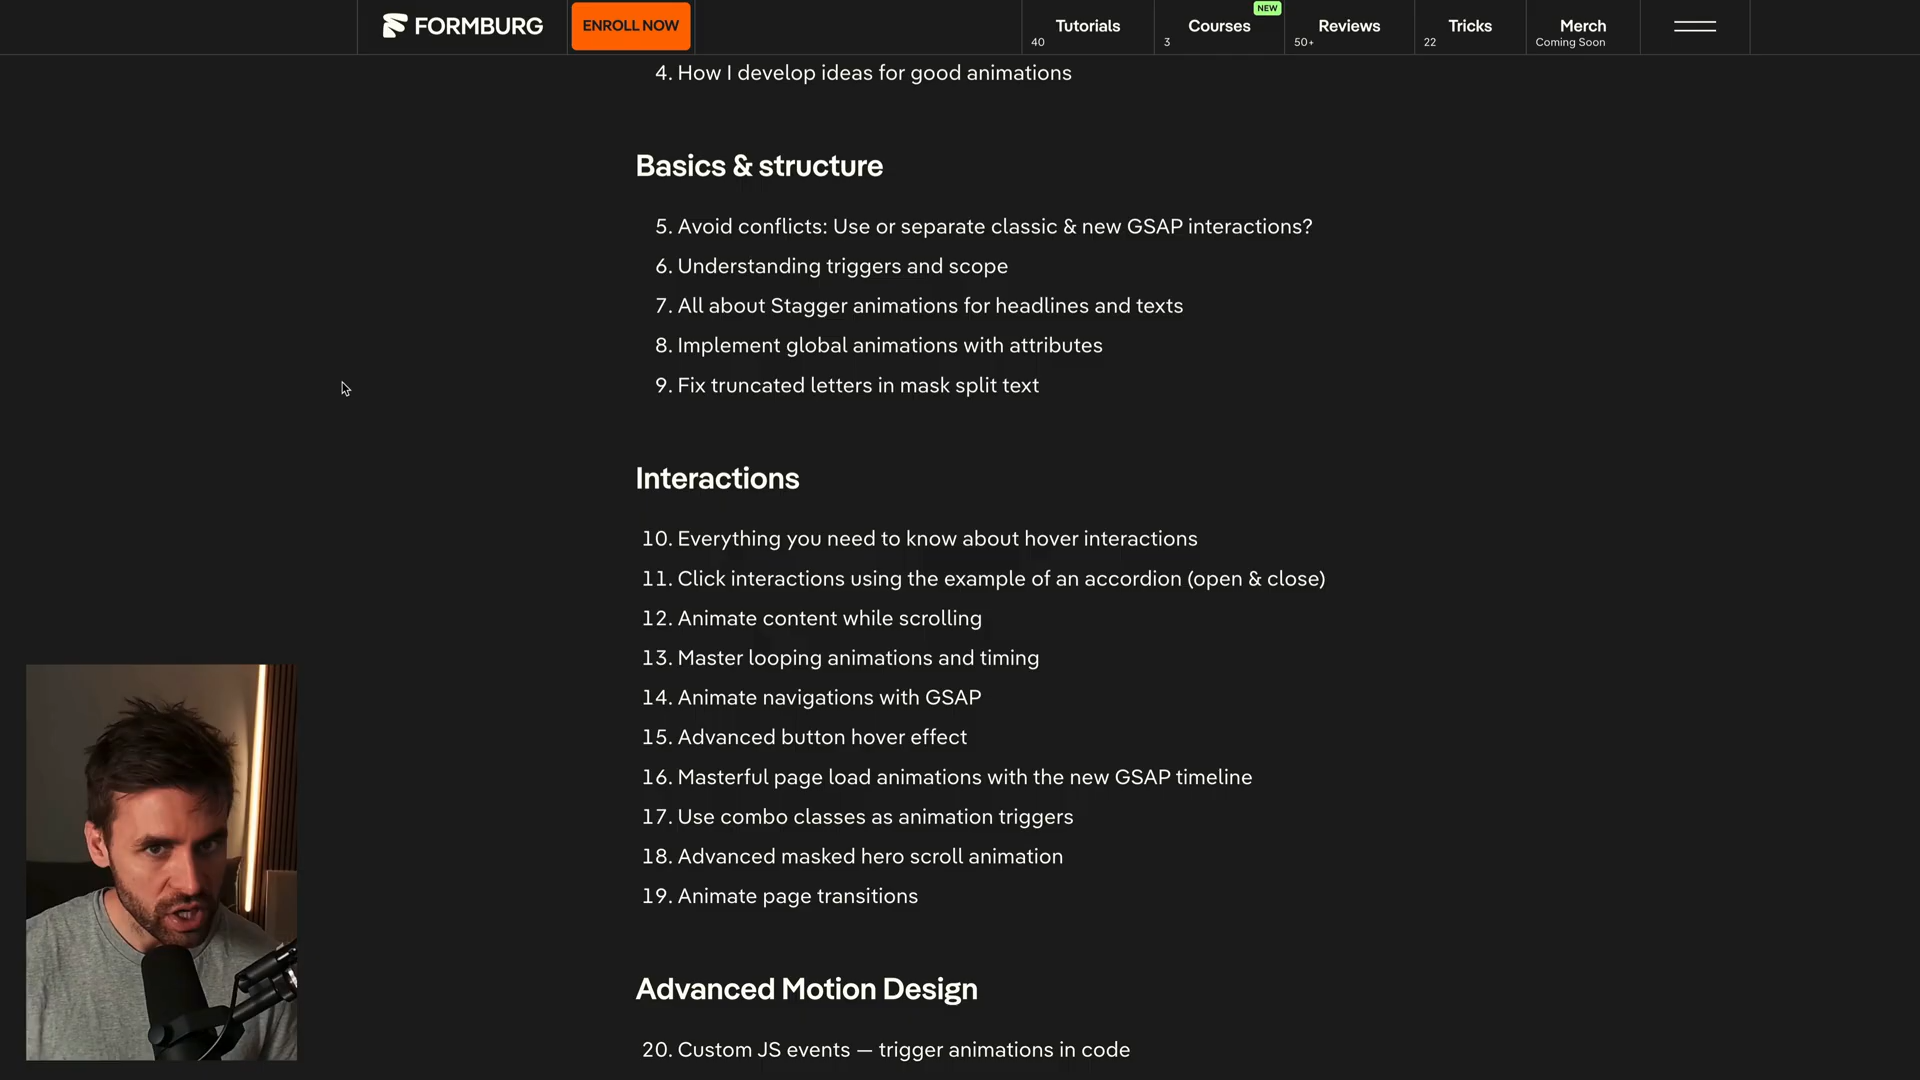 FORMBURG
ENROLL NOW
Tutorials
40
Courses
3
NEW
Reviews
50+
Tricks
22
Merch
Coming Soon
4. How I develop ideas for good animations
Basics & structure
5. Avoid conflicts: Use or separate classic & new GSAP interactions?
6. Understanding triggers and scope
7. All about Stagger animations for headlines and texts
8. Implement global animations with attributes
9. Fix truncated letters in mask split text
Interactions
10. Everything you need to know about hover interactions
11. Click interactions using the example of an accordion (open & close)
12. Animate content while scrolling
13. Master looping animations and timing
14. Animate navigations with GSAP
15. Advanced button hover effect
16. Masterful page load animations with the new GSAP timeline
17. Use combo classes as animation triggers
18. Advanced masked hero scroll animation
19. Animate page transitions
Advanced Motion Design
20. Custom JS events — trigger animations in code